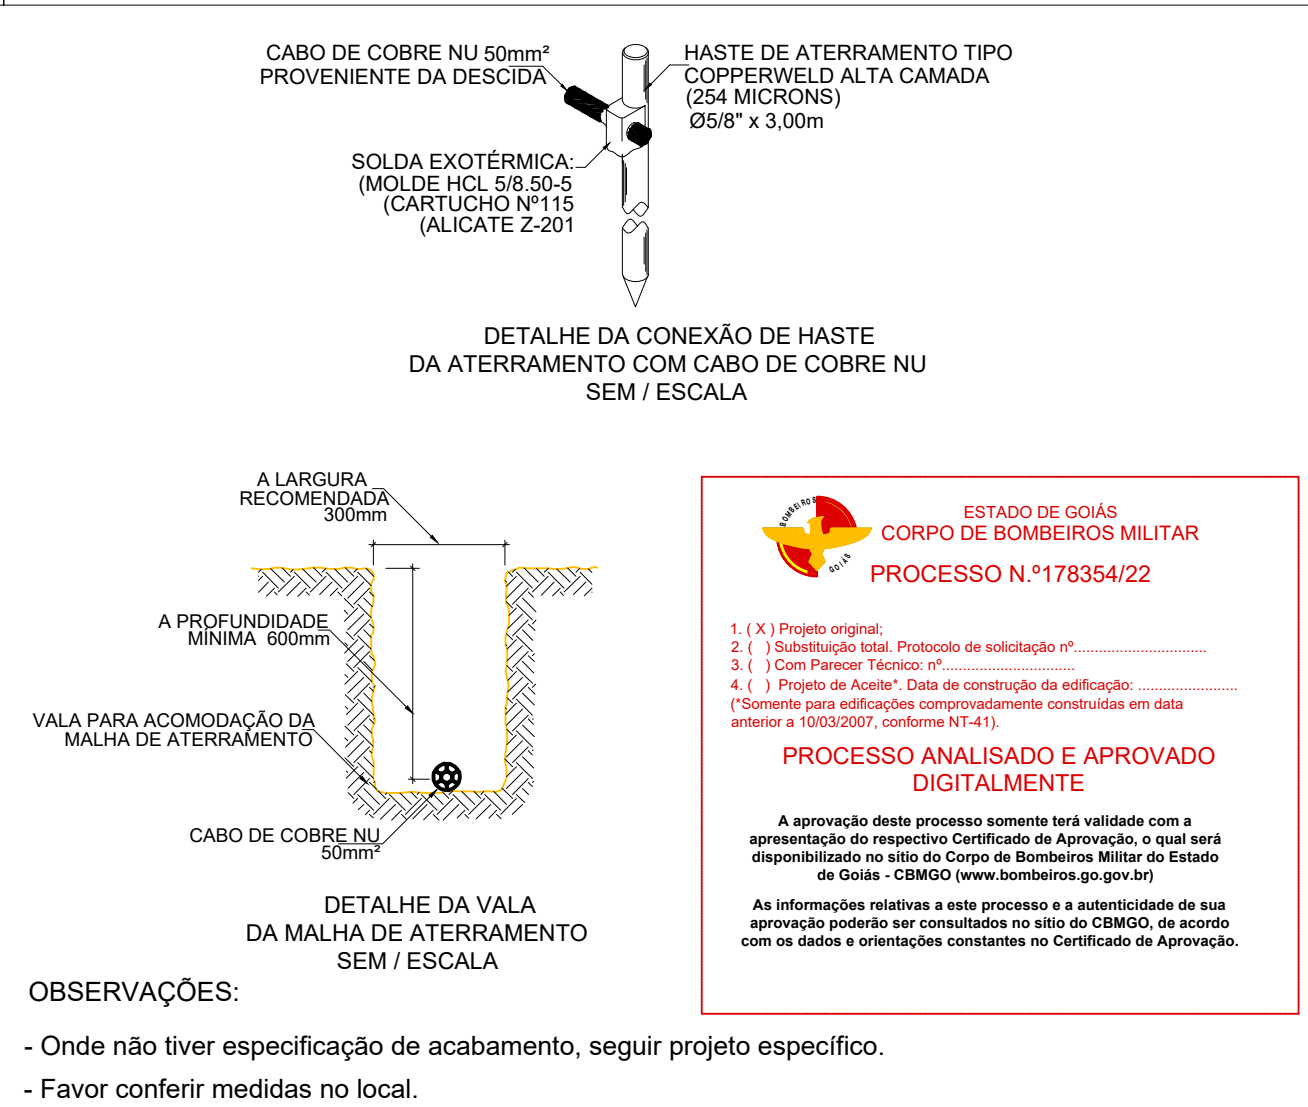 CABO DE COBRE NU 50mm²
PROVENIENTE DA DESCIDA
HASTE DE ATERRAMENTO TIPO
COPPERWELD ALTA CAMADA
(254 MICRONS)
Ø5/8" x 3,00m
SOLDA EXOTÉRMICA:
(MOLDE HCL 5/8.50-5
(CARTUCHO Nº115
(ALICATE Z-201
DETALHE DA CONEXÃO DE HASTE
DA ATERRAMENTO COM CABO DE COBRE NU
SEM / ESCALA
A LARGURA
RECOMENDADA
300mm
A PROFUNDIDADE
MÍNIMA 600mm
VALA PARA ACOMODAÇÃO DA
MALHA DE ATERRAMENTO
CABO DE COBRE NU
50mm²
DETALHE DA VALA
DA MALHA DE ATERRAMENTO
SEM / ESCALA
BOMBEIROS
GOIÁS
ESTADO DE GOIÁS
CORPO DE BOMBEIROS MILITAR
PROCESSO N.º178354/22
1. ( X ) Projeto original;
2. (   ) Substituição total. Protocolo de solicitação nº................................
3. (   ) Com Parecer Técnico: nº................................
4. (   )  Projeto de Aceite*. Data de construção da edificação: ........................
(*Somente para edificações comprovadamente construídas em data
anterior a 10/03/2007, conforme NT-41).
PROCESSO ANALISADO E APROVADO
DIGITALMENTE
A aprovação deste processo somente terá validade com a
apresentação do respectivo Certificado de Aprovação, o qual será
disponibilizado no sítio do Corpo de Bombeiros Militar do Estado
de Goiás - CBMGO (www.bombeiros.go.gov.br)
As informações relativas a este processo e a autenticidade de sua
aprovação poderão ser consultados no sítio do CBMGO, de acordo
com os dados e orientações constantes no Certificado de Aprovação.
OBSERVAÇÕES:
- Onde não tiver especificação de acabamento, seguir projeto específico.
- Favor conferir medidas no local.